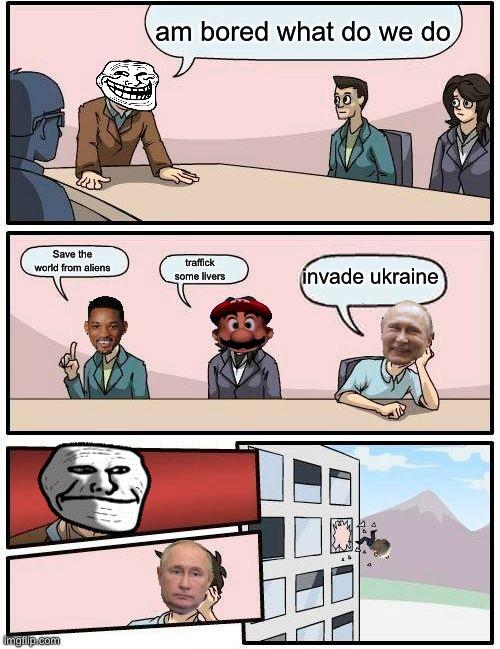 am bored what do we do
Save the
world from aliens
traffick
some livers
invade ukraine
imgflip.com